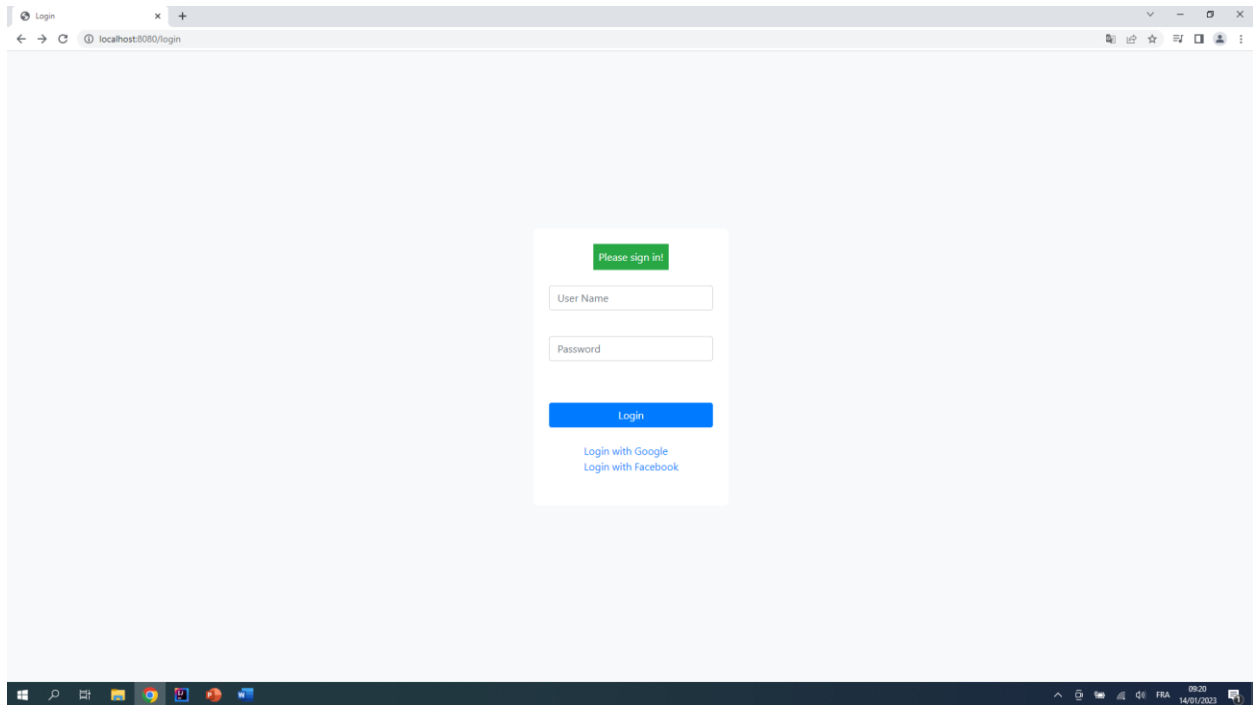 Login
localhost:8080/login
Please sign in!
User Name
Password
Login
Login with Google
Login with Facebook
FRA
09:20
14/01/2023